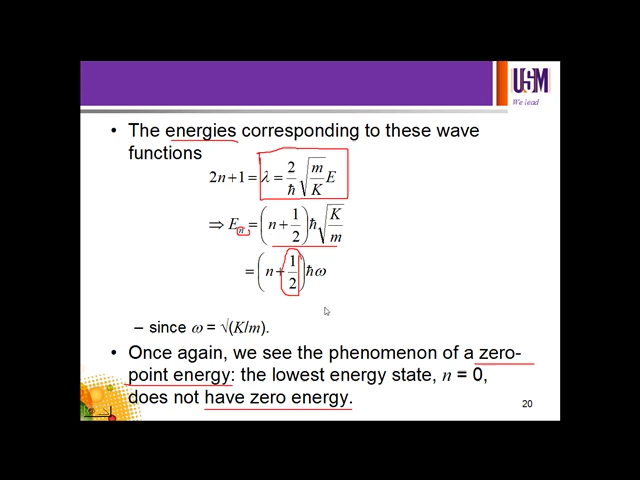 USM
We lead
• The energies corresponding to these wave
functions
2n+1 = λ = 2/ħ √(m/K) E
⇒ Eₙ = (n + 1/2) ħ √(K/m)
= (n + 1/2) ħω
– since ω = √(K/m).
• Once again, we see the phenomenon of a zero-
point energy: the lowest energy state, n = 0,
does not have zero energy.
20